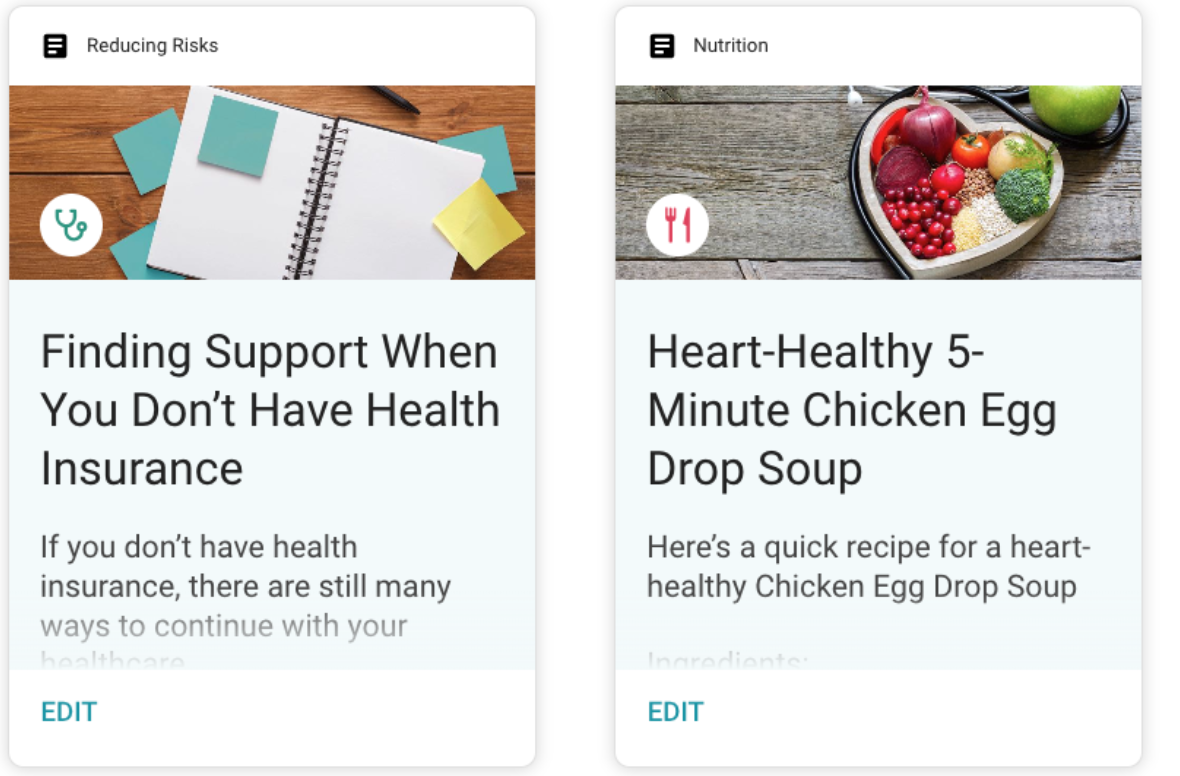 Reducing Risks
Finding Support When
You Don’t Have Health
Insurance
If you don’t have health
insurance, there are still many
ways to continue with your
healthcare
EDIT
Nutrition
Heart-Healthy 5-
Minute Chicken Egg
Drop Soup
Here’s a quick recipe for a heart-
healthy Chicken Egg Drop Soup
Ingredients:
EDIT